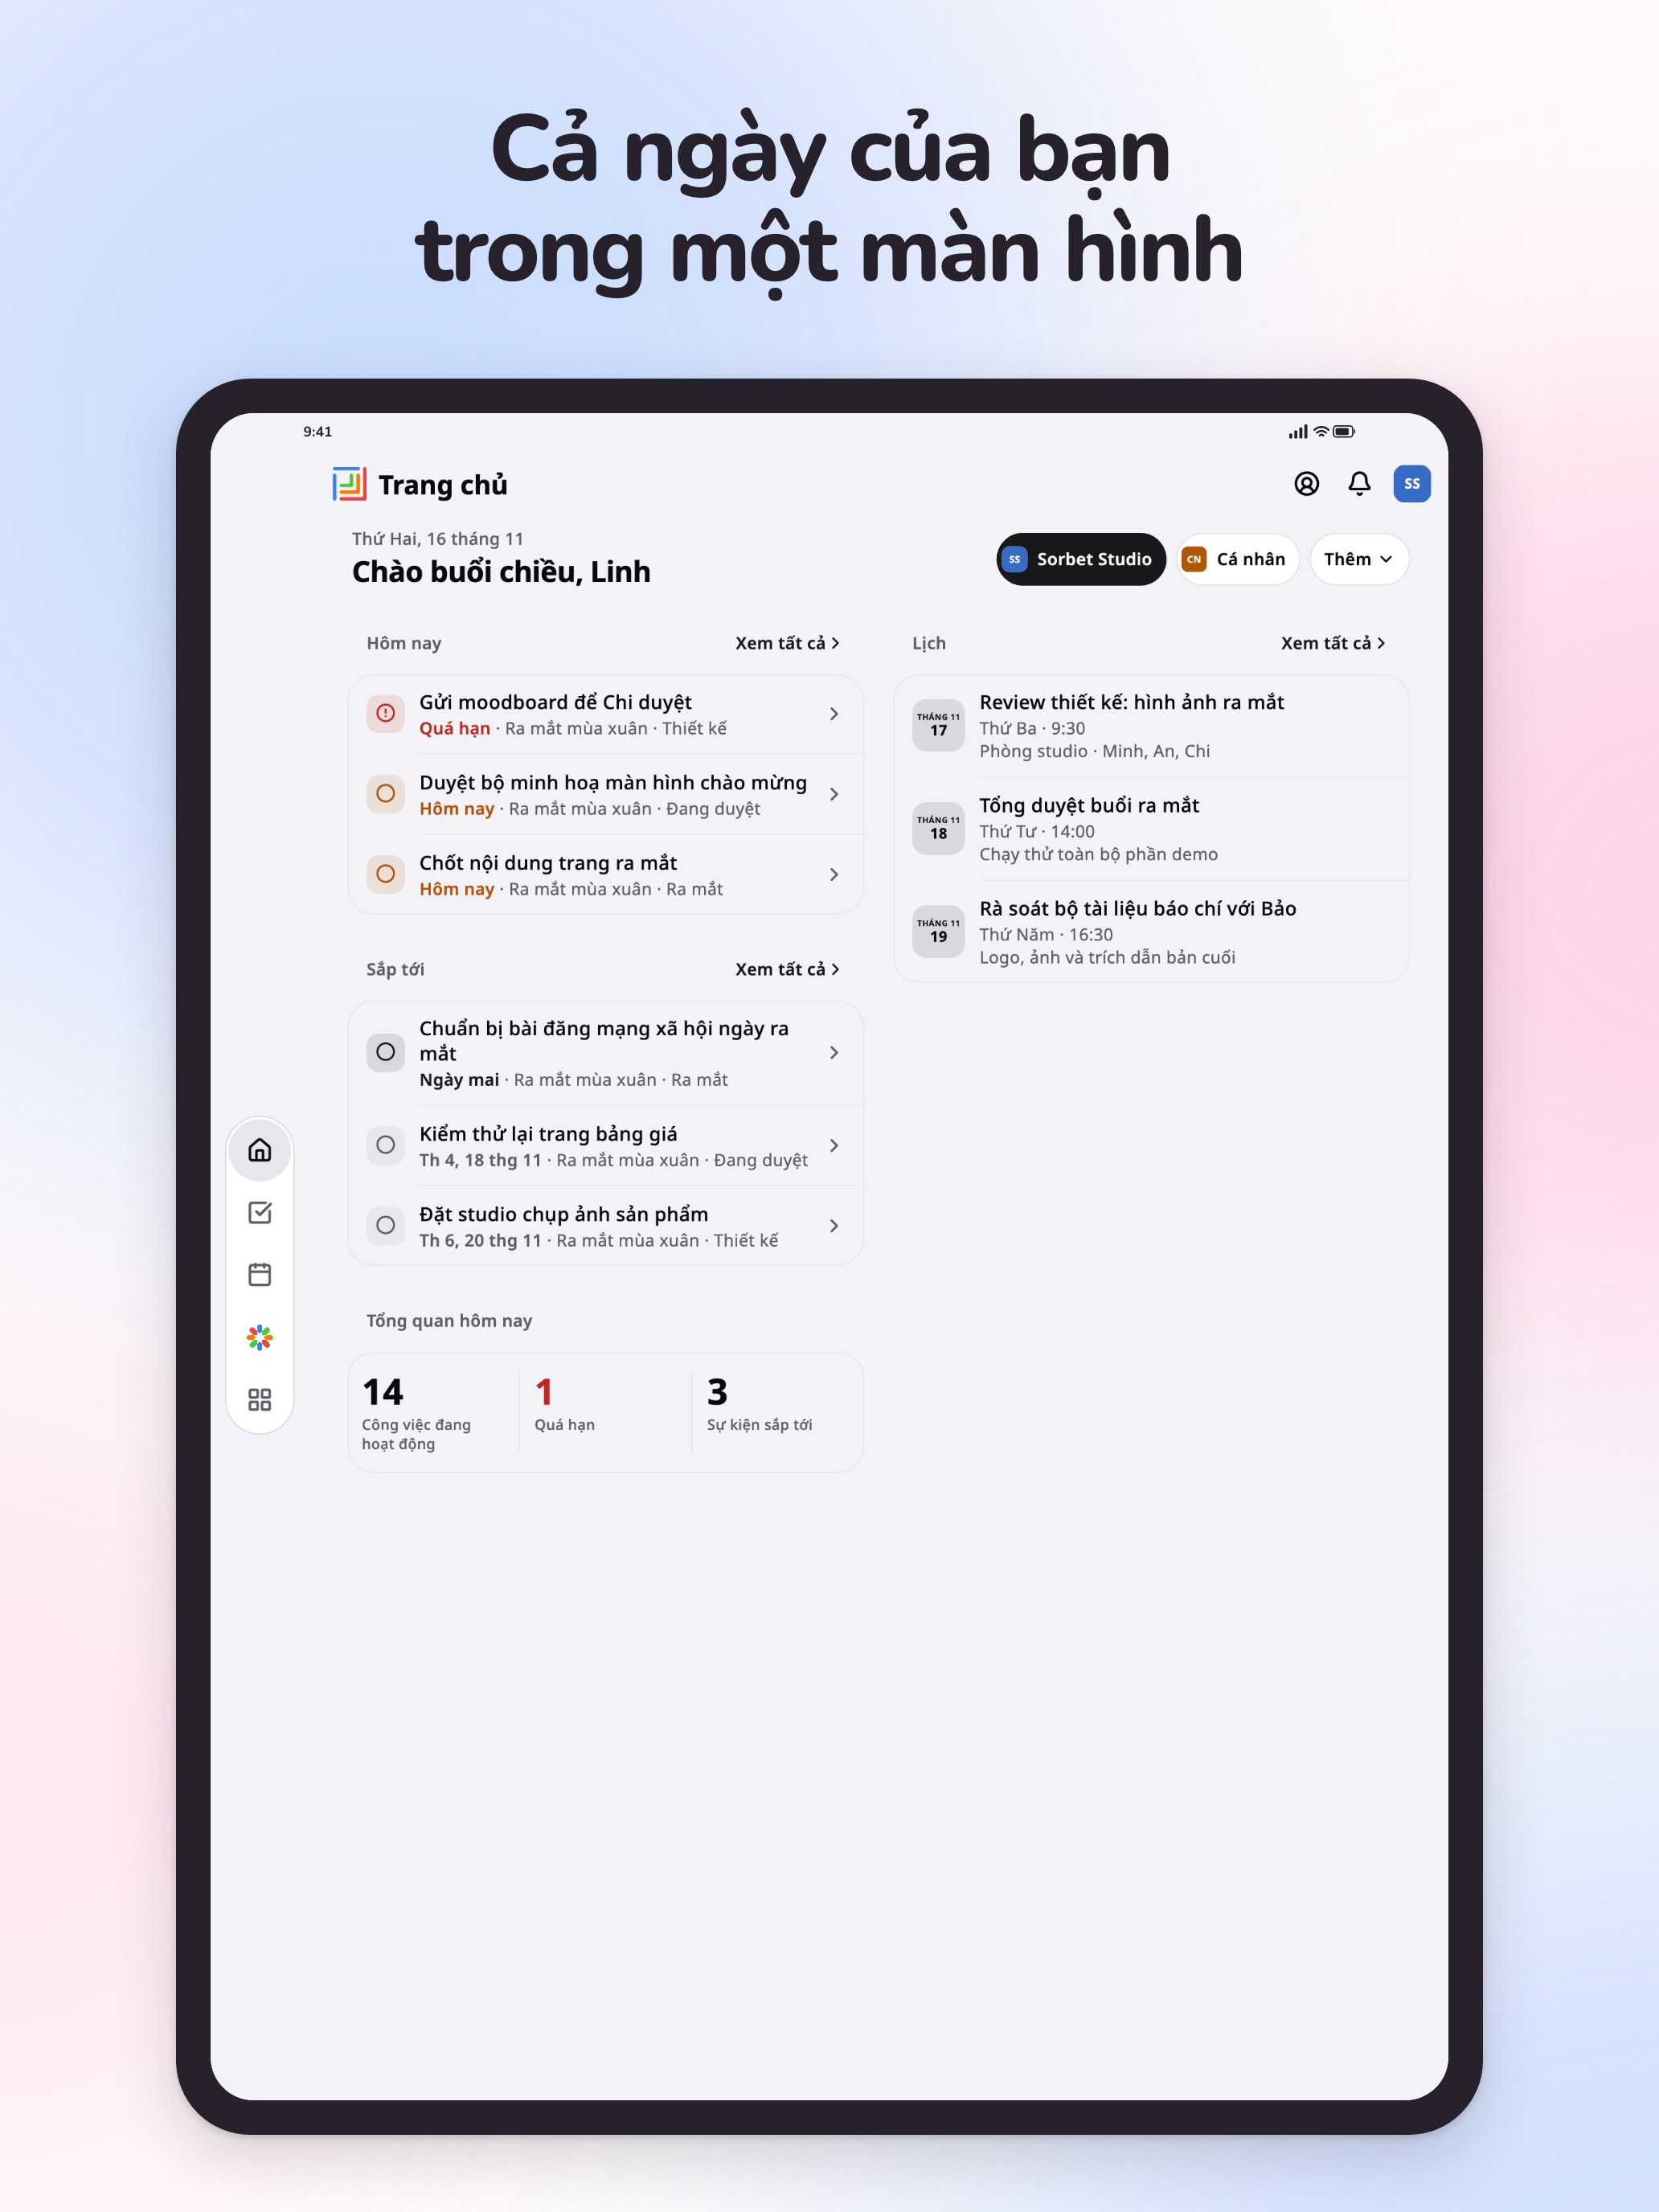 Cả ngày của bạn
trong một màn hình
9:41
Trang chủ
SS
Thứ Hai, 16 tháng 11
Chào buổi chiều, Linh
SS Sorbet Studio
CN Cá nhân
Thêm
Hôm nay
Xem tất cả
Gửi moodboard để Chi duyệt
Quá hạn · Ra mắt mùa xuân · Thiết kế
Duyệt bộ minh hoạ màn hình chào mừng
Hôm nay · Ra mắt mùa xuân · Đang duyệt
Chốt nội dung trang ra mắt
Hôm nay · Ra mắt mùa xuân · Ra mắt
Sắp tới
Xem tất cả
Chuẩn bị bài đăng mạng xã hội ngày ra
mắt
Ngày mai · Ra mắt mùa xuân · Ra mắt
Kiểm thử lại trang bảng giá
Th 4, 18 thg 11 · Ra mắt mùa xuân · Đang duyệt
Đặt studio chụp ảnh sản phẩm
Th 6, 20 thg 11 · Ra mắt mùa xuân · Thiết kế
Tổng quan hôm nay
14
Công việc đang
hoạt động
1
Quá hạn
3
Sự kiện sắp tới
Lịch
Xem tất cả
THÁNG 11
17
Review thiết kế: hình ảnh ra mắt
Thứ Ba · 9:30
Phòng studio · Minh, An, Chi
THÁNG 11
18
Tổng duyệt buổi ra mắt
Thứ Tư · 14:00
Chạy thử toàn bộ phần demo
THÁNG 11
19
Rà soát bộ tài liệu báo chí với Bảo
Thứ Năm · 16:30
Logo, ảnh và trích dẫn bản cuối